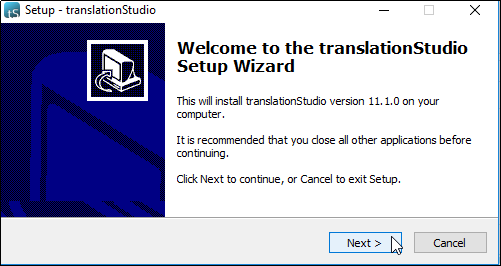 tS Setup - translationStudio
Welcome to the translationStudio
Setup Wizard
This will install translationStudio version 11.1.0 on your
computer.
It is recommended that you close all other applications before
continuing.
Click Next to continue, or Cancel to exit Setup.
Next >
Cancel